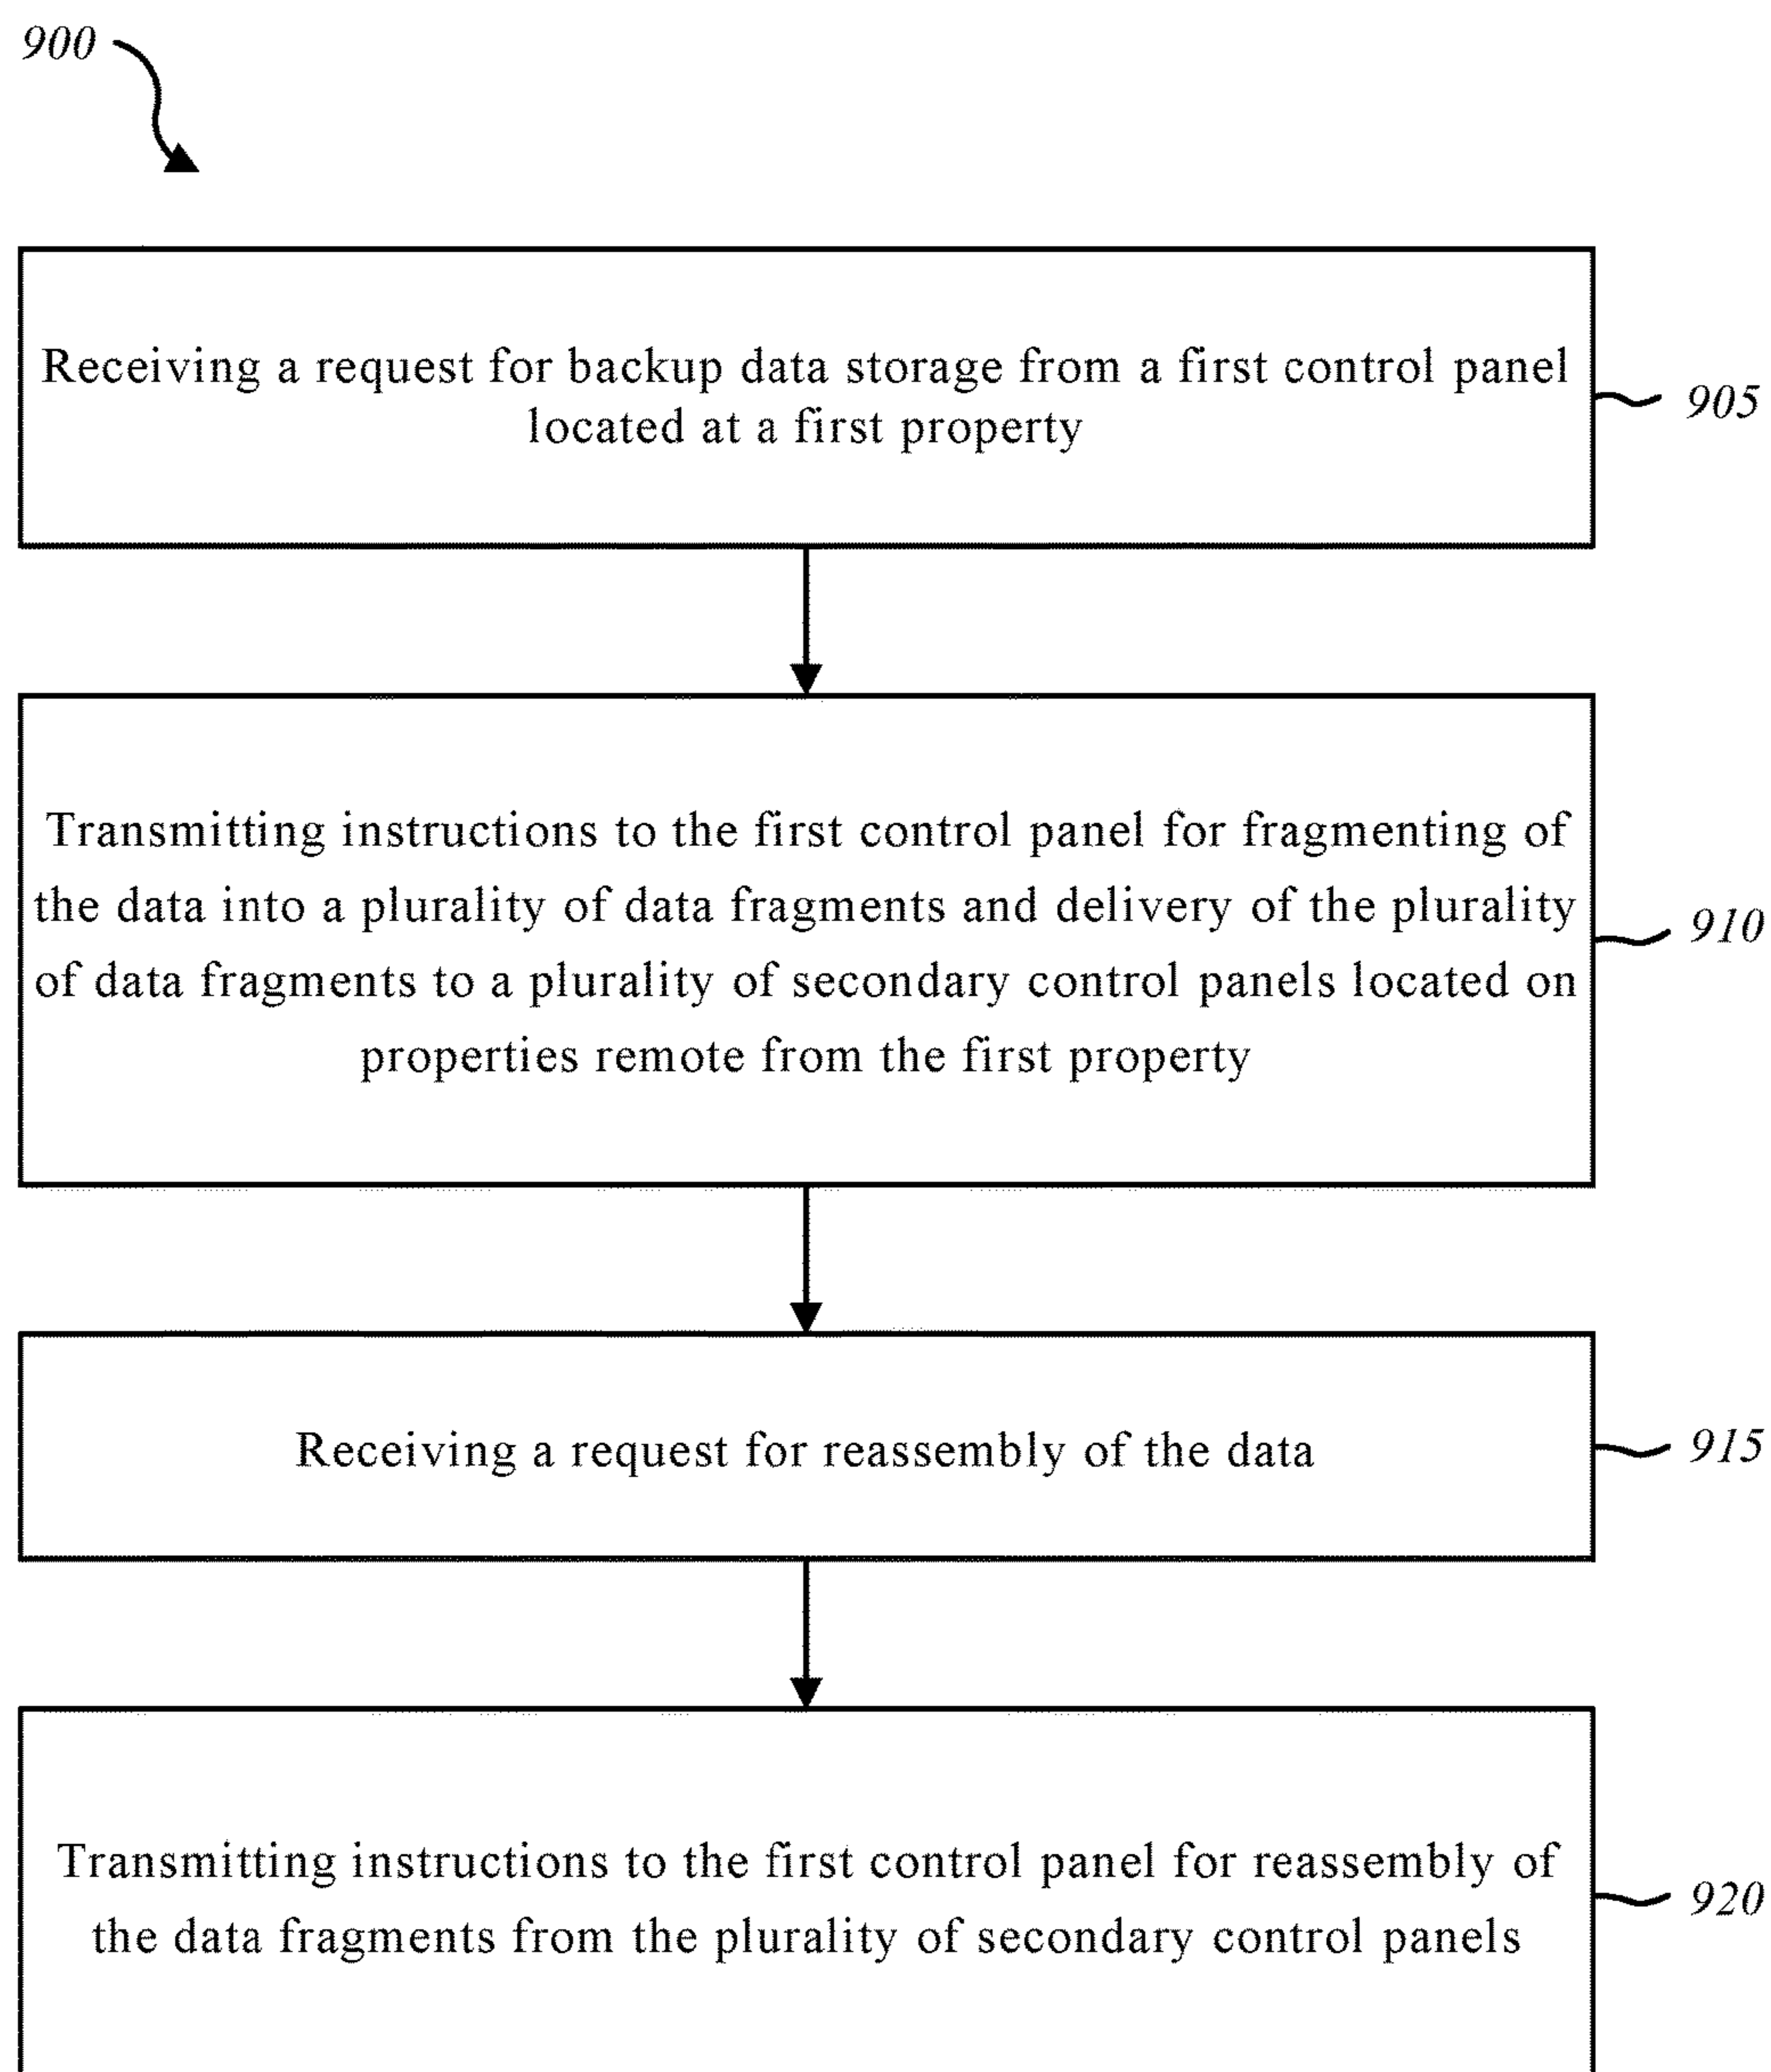 900
Receiving a request for backup data storage from a first control panel
located at a first property
905
Transmitting instructions to the first control panel for fragmenting of
the data into a plurality of data fragments and delivery of the plurality
of data fragments to a plurality of secondary control panels located on
properties remote from the first property
910
Receiving a request for reassembly of the data
915
Transmitting instructions to the first control panel for reassembly of
the data fragments from the plurality of secondary control panels
920